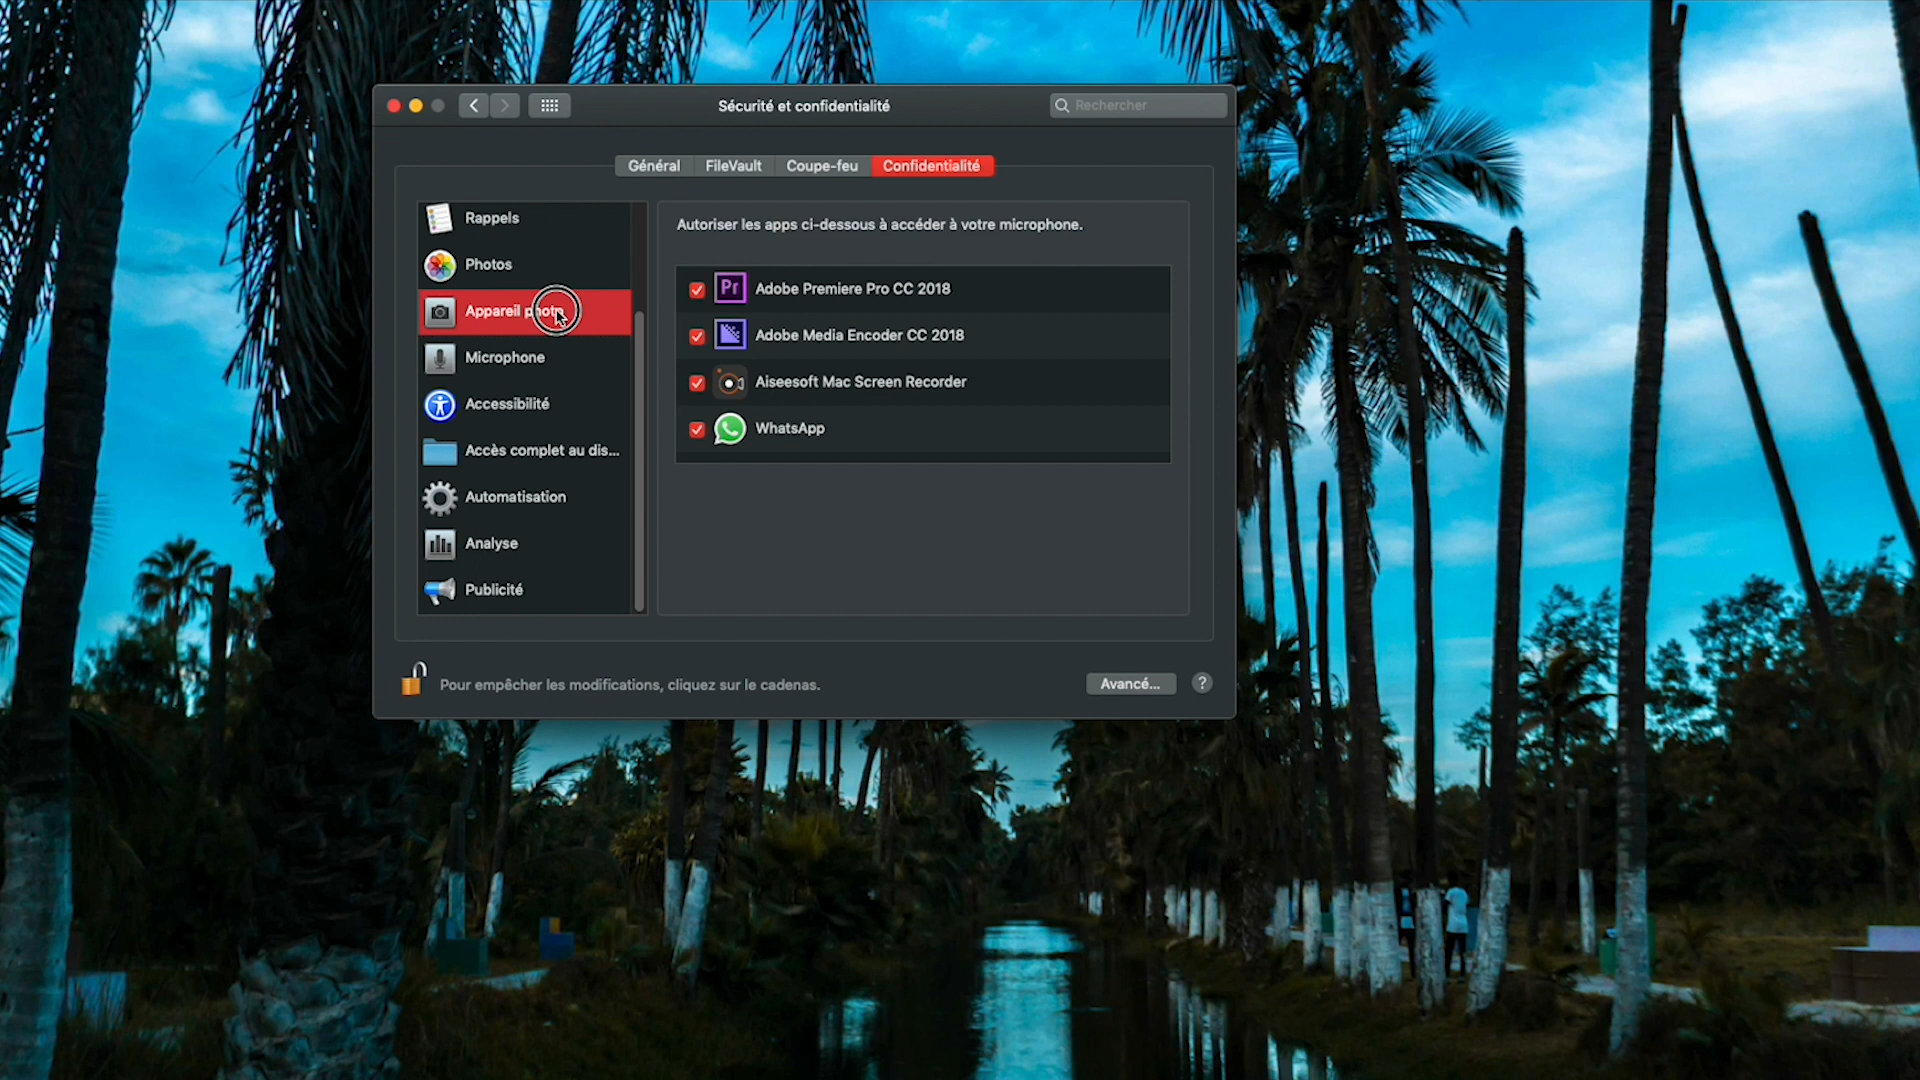 Sécurité et confidentialité
Rechercher
Général
FileVault
Coupe-feu
Confidentialité
Rappels
Photos
Appareil photo
Microphone
Accessibilité
Accès complet au dis...
Automatisation
Analyse
Publicité
Autoriser les apps ci-dessous à accéder à votre microphone.
Pr Adobe Premiere Pro CC 2018
Adobe Media Encoder CC 2018
Aiseesoft Mac Screen Recorder
WhatsApp
Pour empêcher les modifications, cliquez sur le cadenas.
Avancé...
?